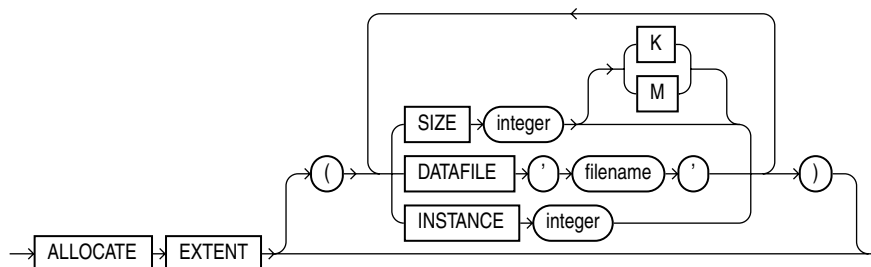 K
M
SIZE integer
( DATAFILE ’ filename ’ )
INSTANCE integer
ALLOCATE EXTENT